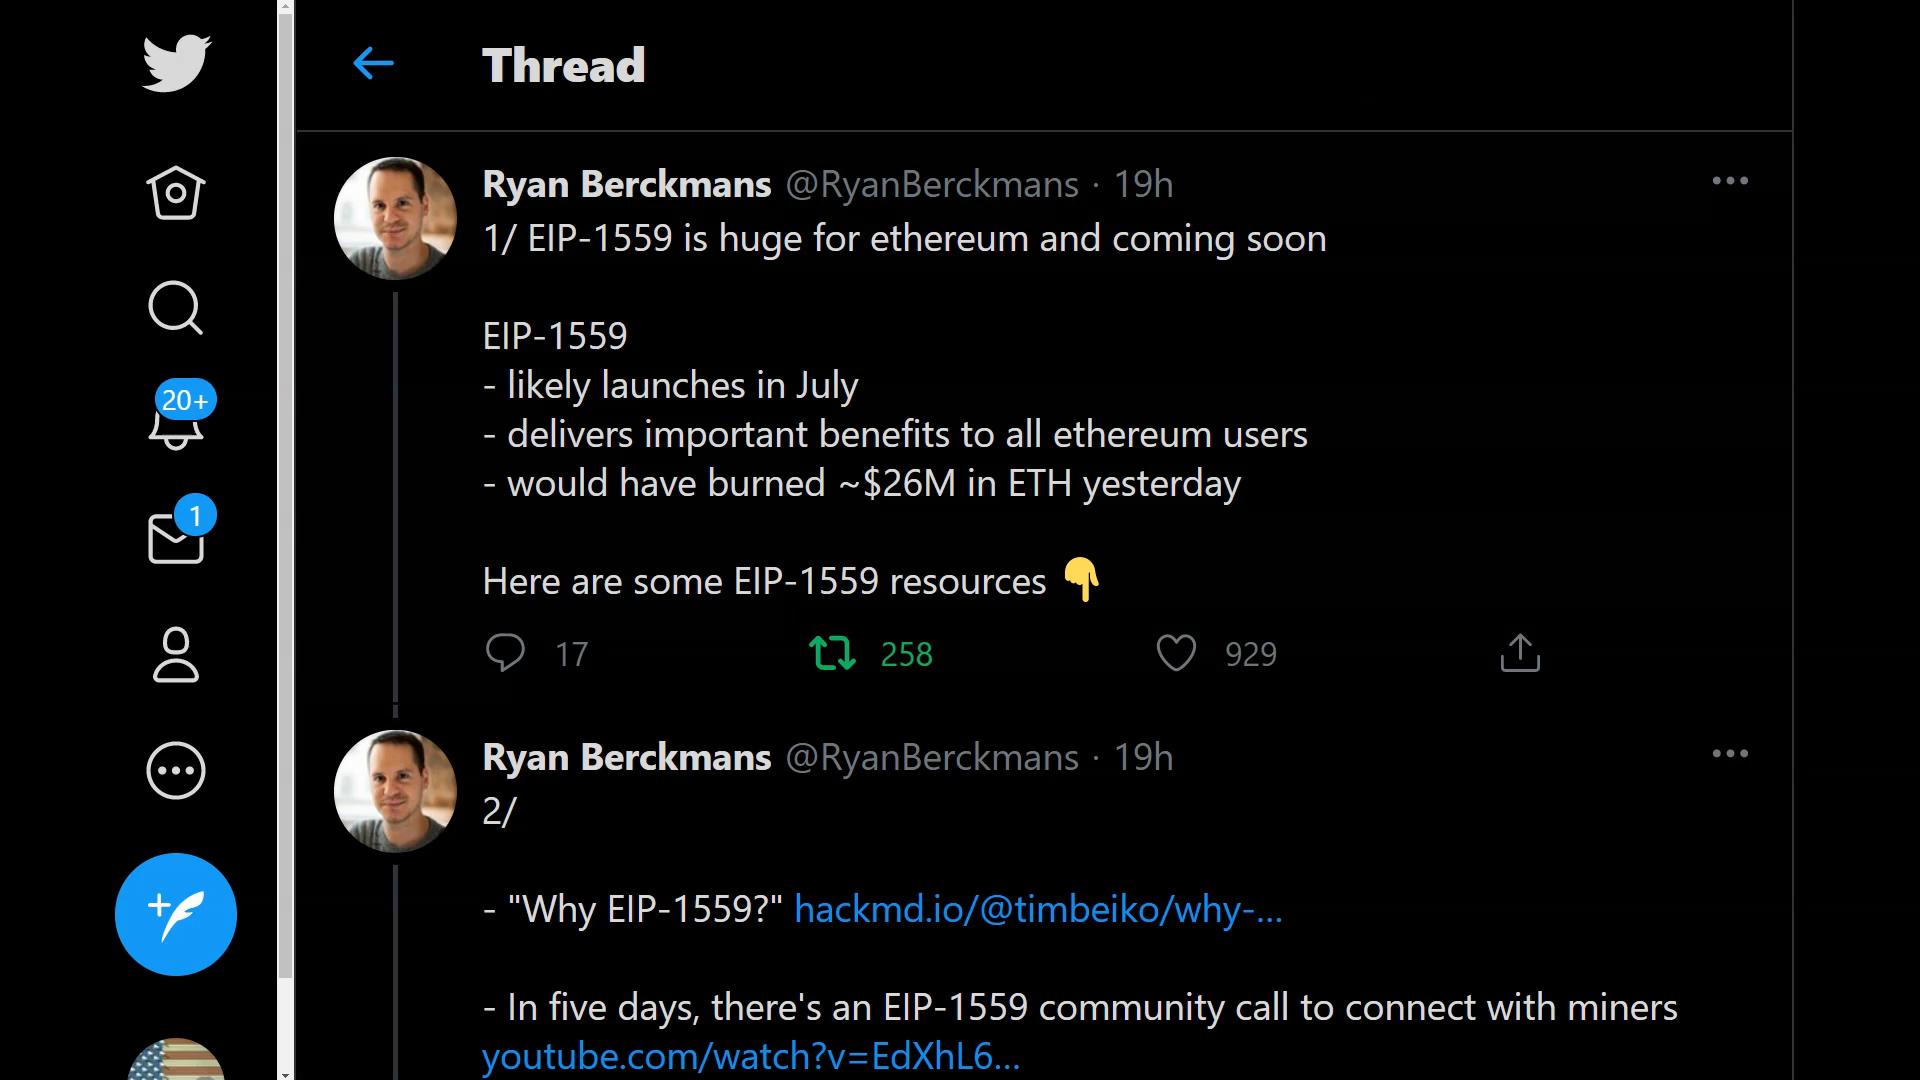 Thread
Ryan Berckmans @RyanBerckmans · 19h
1/ EIP-1559 is huge for ethereum and coming soon
EIP-1559
- likely launches in July
- delivers important benefits to all ethereum users
- would have burned ~$26M in ETH yesterday
Here are some EIP-1559 resources 👇
17 258 929
20+
1
Ryan Berckmans @RyanBerckmans · 19h
2/
- "Why EIP-1559?" hackmd.io/@timbeiko/why-...
- In five days, there's an EIP-1559 community call to connect with miners
youtube.com/watch?v=EdXhL6...